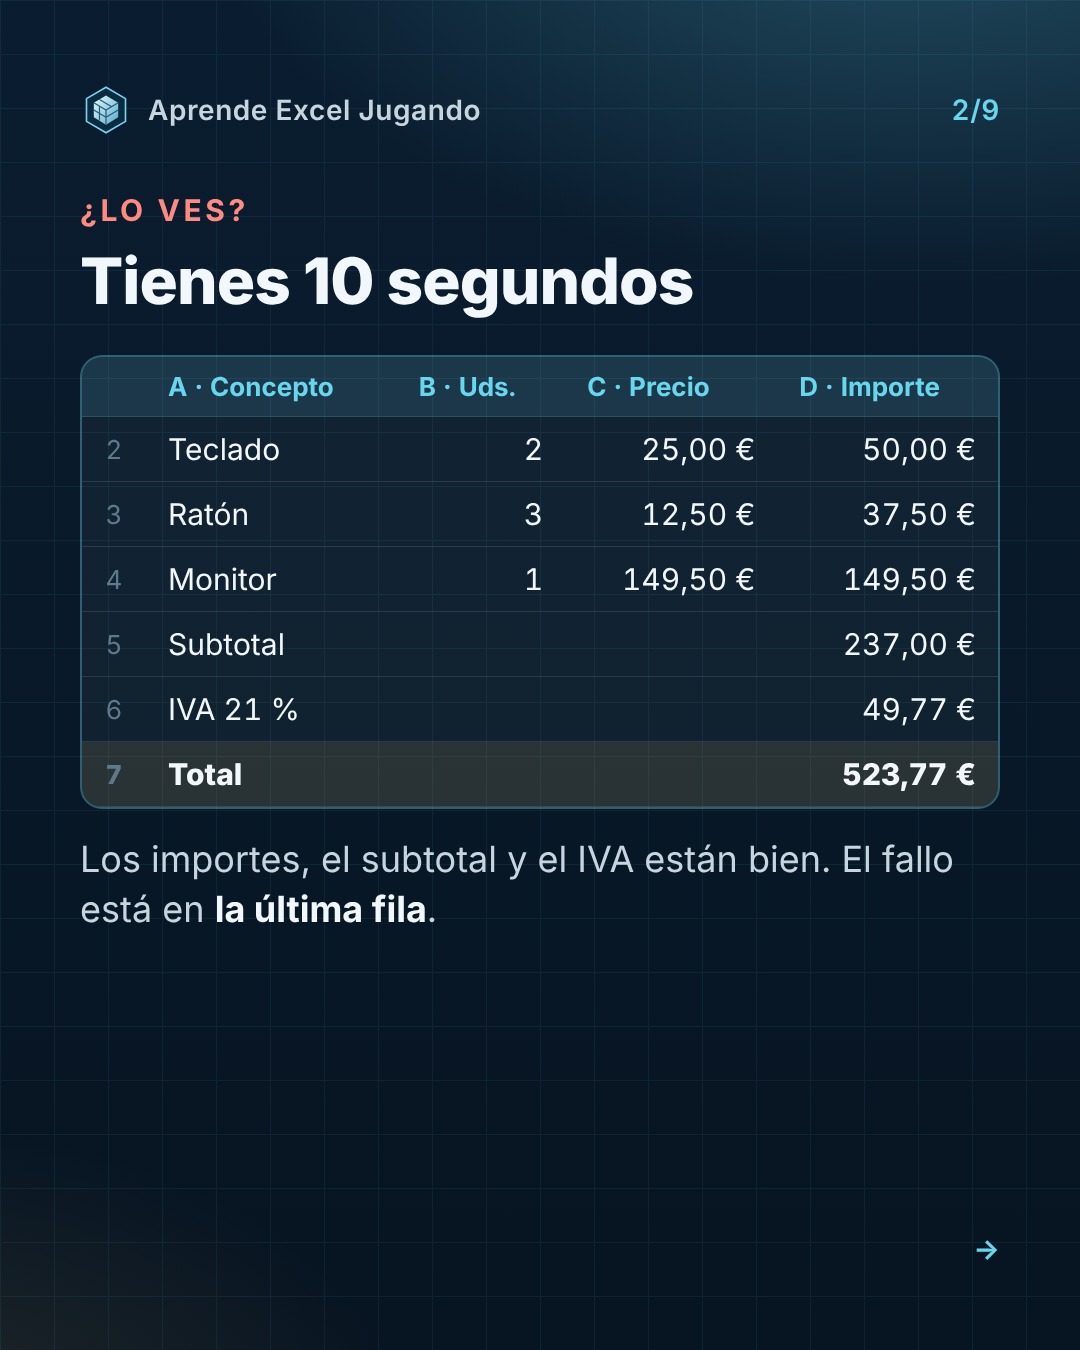 Aprende Excel Jugando 2/9
¿LO VES?
Tienes 10 segundos
A · Concepto B · Uds. C · Precio D · Importe
2 Teclado 2 25,00 € 50,00 €
3 Ratón 3 12,50 € 37,50 €
4 Monitor 1 149,50 € 149,50 €
5 Subtotal 237,00 €
6 IVA 21 % 49,77 €
7 Total 523,77 €
Los importes, el subtotal y el IVA están bien. El fallo
está en la última fila.
→